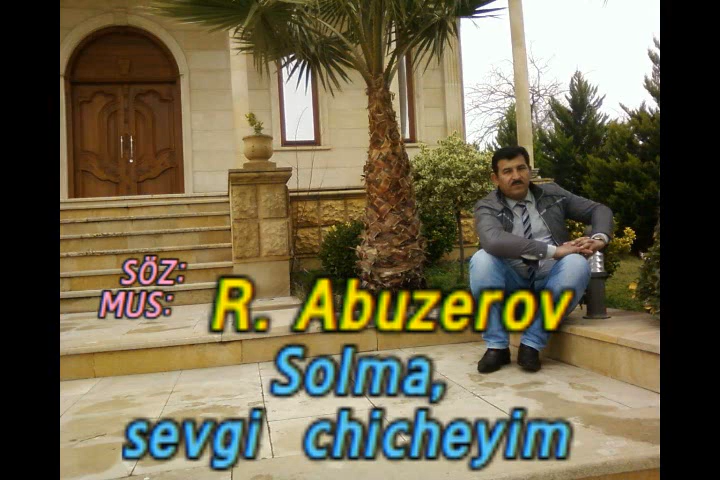 SÖZ:
MUS:
R. Abuzerov
Solma,
sevgi chicheyim